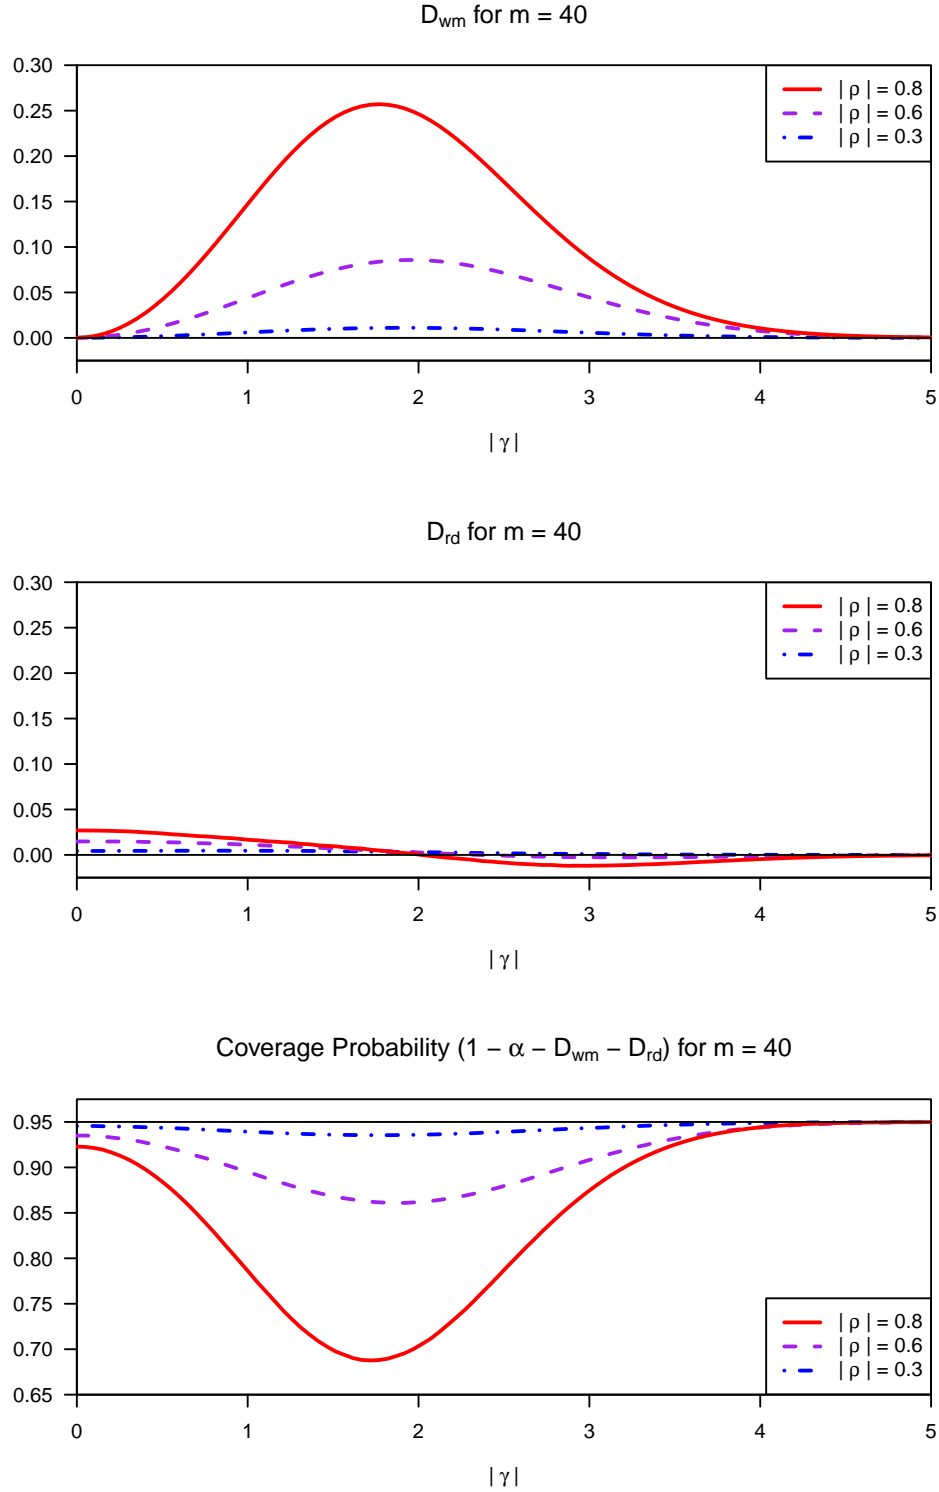 D_wm for m = 40
0.30
0.25
0.20
0.15
0.10
0.05
0.00
| ρ | = 0.8
| ρ | = 0.6
| ρ | = 0.3
0 1 2 3 4 5
| γ |
D_rd for m = 40
0.30
0.25
0.20
0.15
0.10
0.05
0.00
| ρ | = 0.8
| ρ | = 0.6
| ρ | = 0.3
0 1 2 3 4 5
| γ |
Coverage Probability (1 − α − D_wm − D_rd) for m = 40
0.95
0.90
0.85
0.80
0.75
0.70
0.65
| ρ | = 0.8
| ρ | = 0.6
| ρ | = 0.3
0 1 2 3 4 5
| γ |